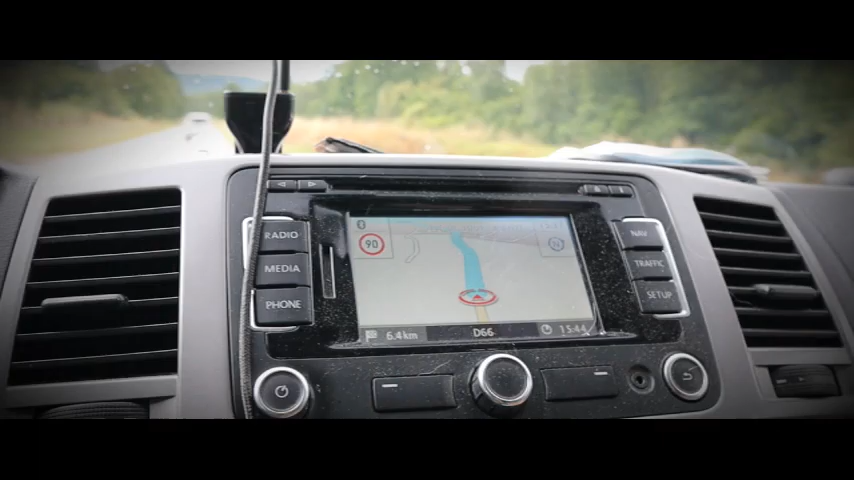 RADIO
MEDIA
PHONE
90
N
6.4 km
D66
15:44
NAV
TRAFFIC
SETUP